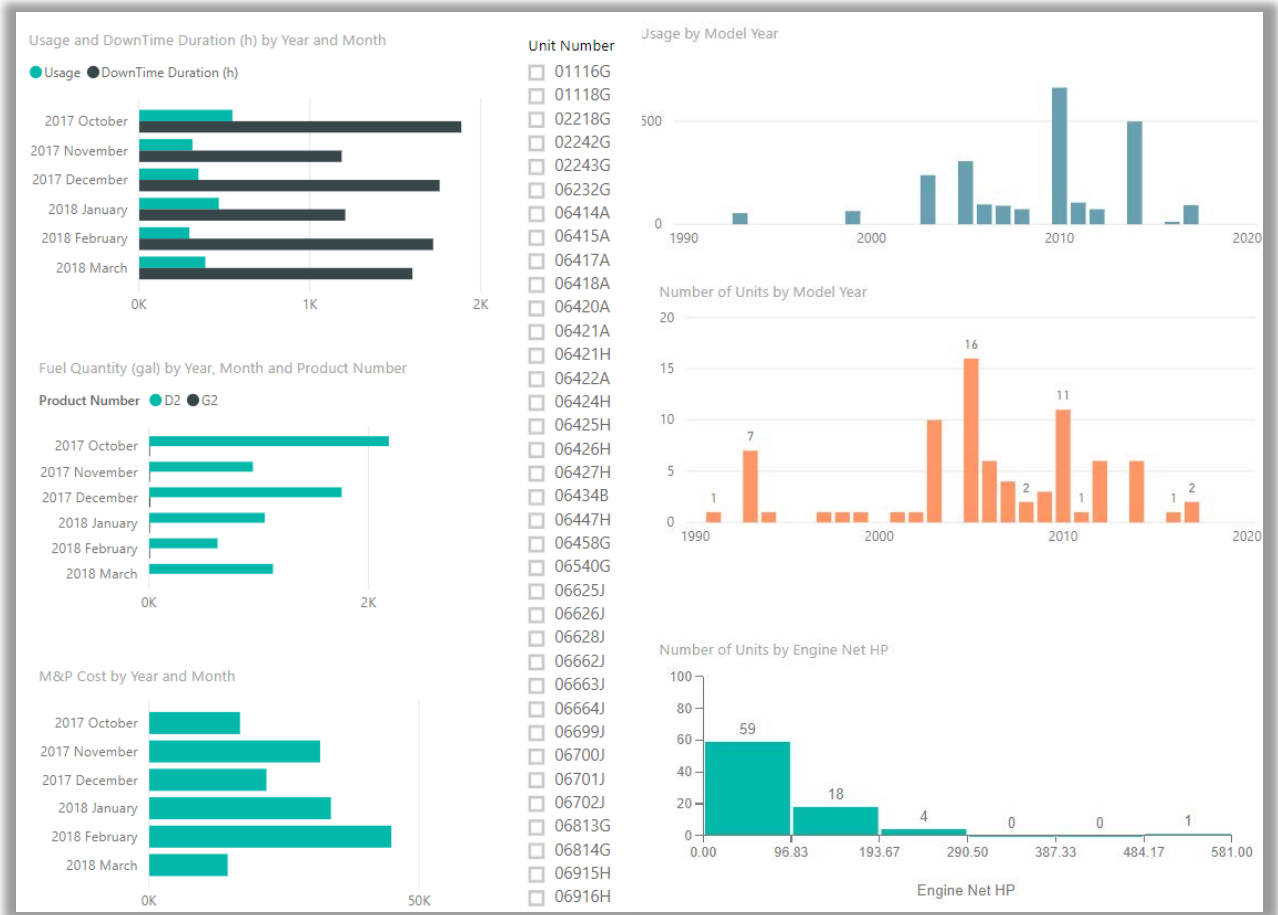 Usage and DownTime Duration (h) by Year and Month
Usage DownTime Duration (h)
2017 October
2017 November
2017 December
2018 January
2018 February
2018 March
0K 1K 2K
Fuel Quantity (gal) by Year, Month and Product Number
Product Number D2 G2
2017 October
2017 November
2017 December
2018 January
2018 February
2018 March
0K 2K
M&P Cost by Year and Month
2017 October
2017 November
2017 December
2018 January
2018 February
2018 March
0K 50K
Unit Number
01116G
01118G
02218G
02242G
02243G
06232G
06414A
06415A
06417A
06418A
06420A
06421A
06421H
06422A
06424H
06425H
06426H
06427H
06434B
06447H
06458G
06540G
06625J
06626J
06628J
06662J
06663J
06664J
06699J
06700J
06701J
06702J
06813G
06814G
06915H
06916H
Usage by Model Year
500
0
1990 2000 2010 2020
Number of Units by Model Year
20
15
10
5
0
1 7 16 2 11 1 1 2
1990 2000 2010 2020
Number of Units by Engine Net HP
100
80
60
40
20
0
59 18 4 0 0 1
0.00 96.83 193.67 290.50 387.33 484.17 581.00
Engine Net HP